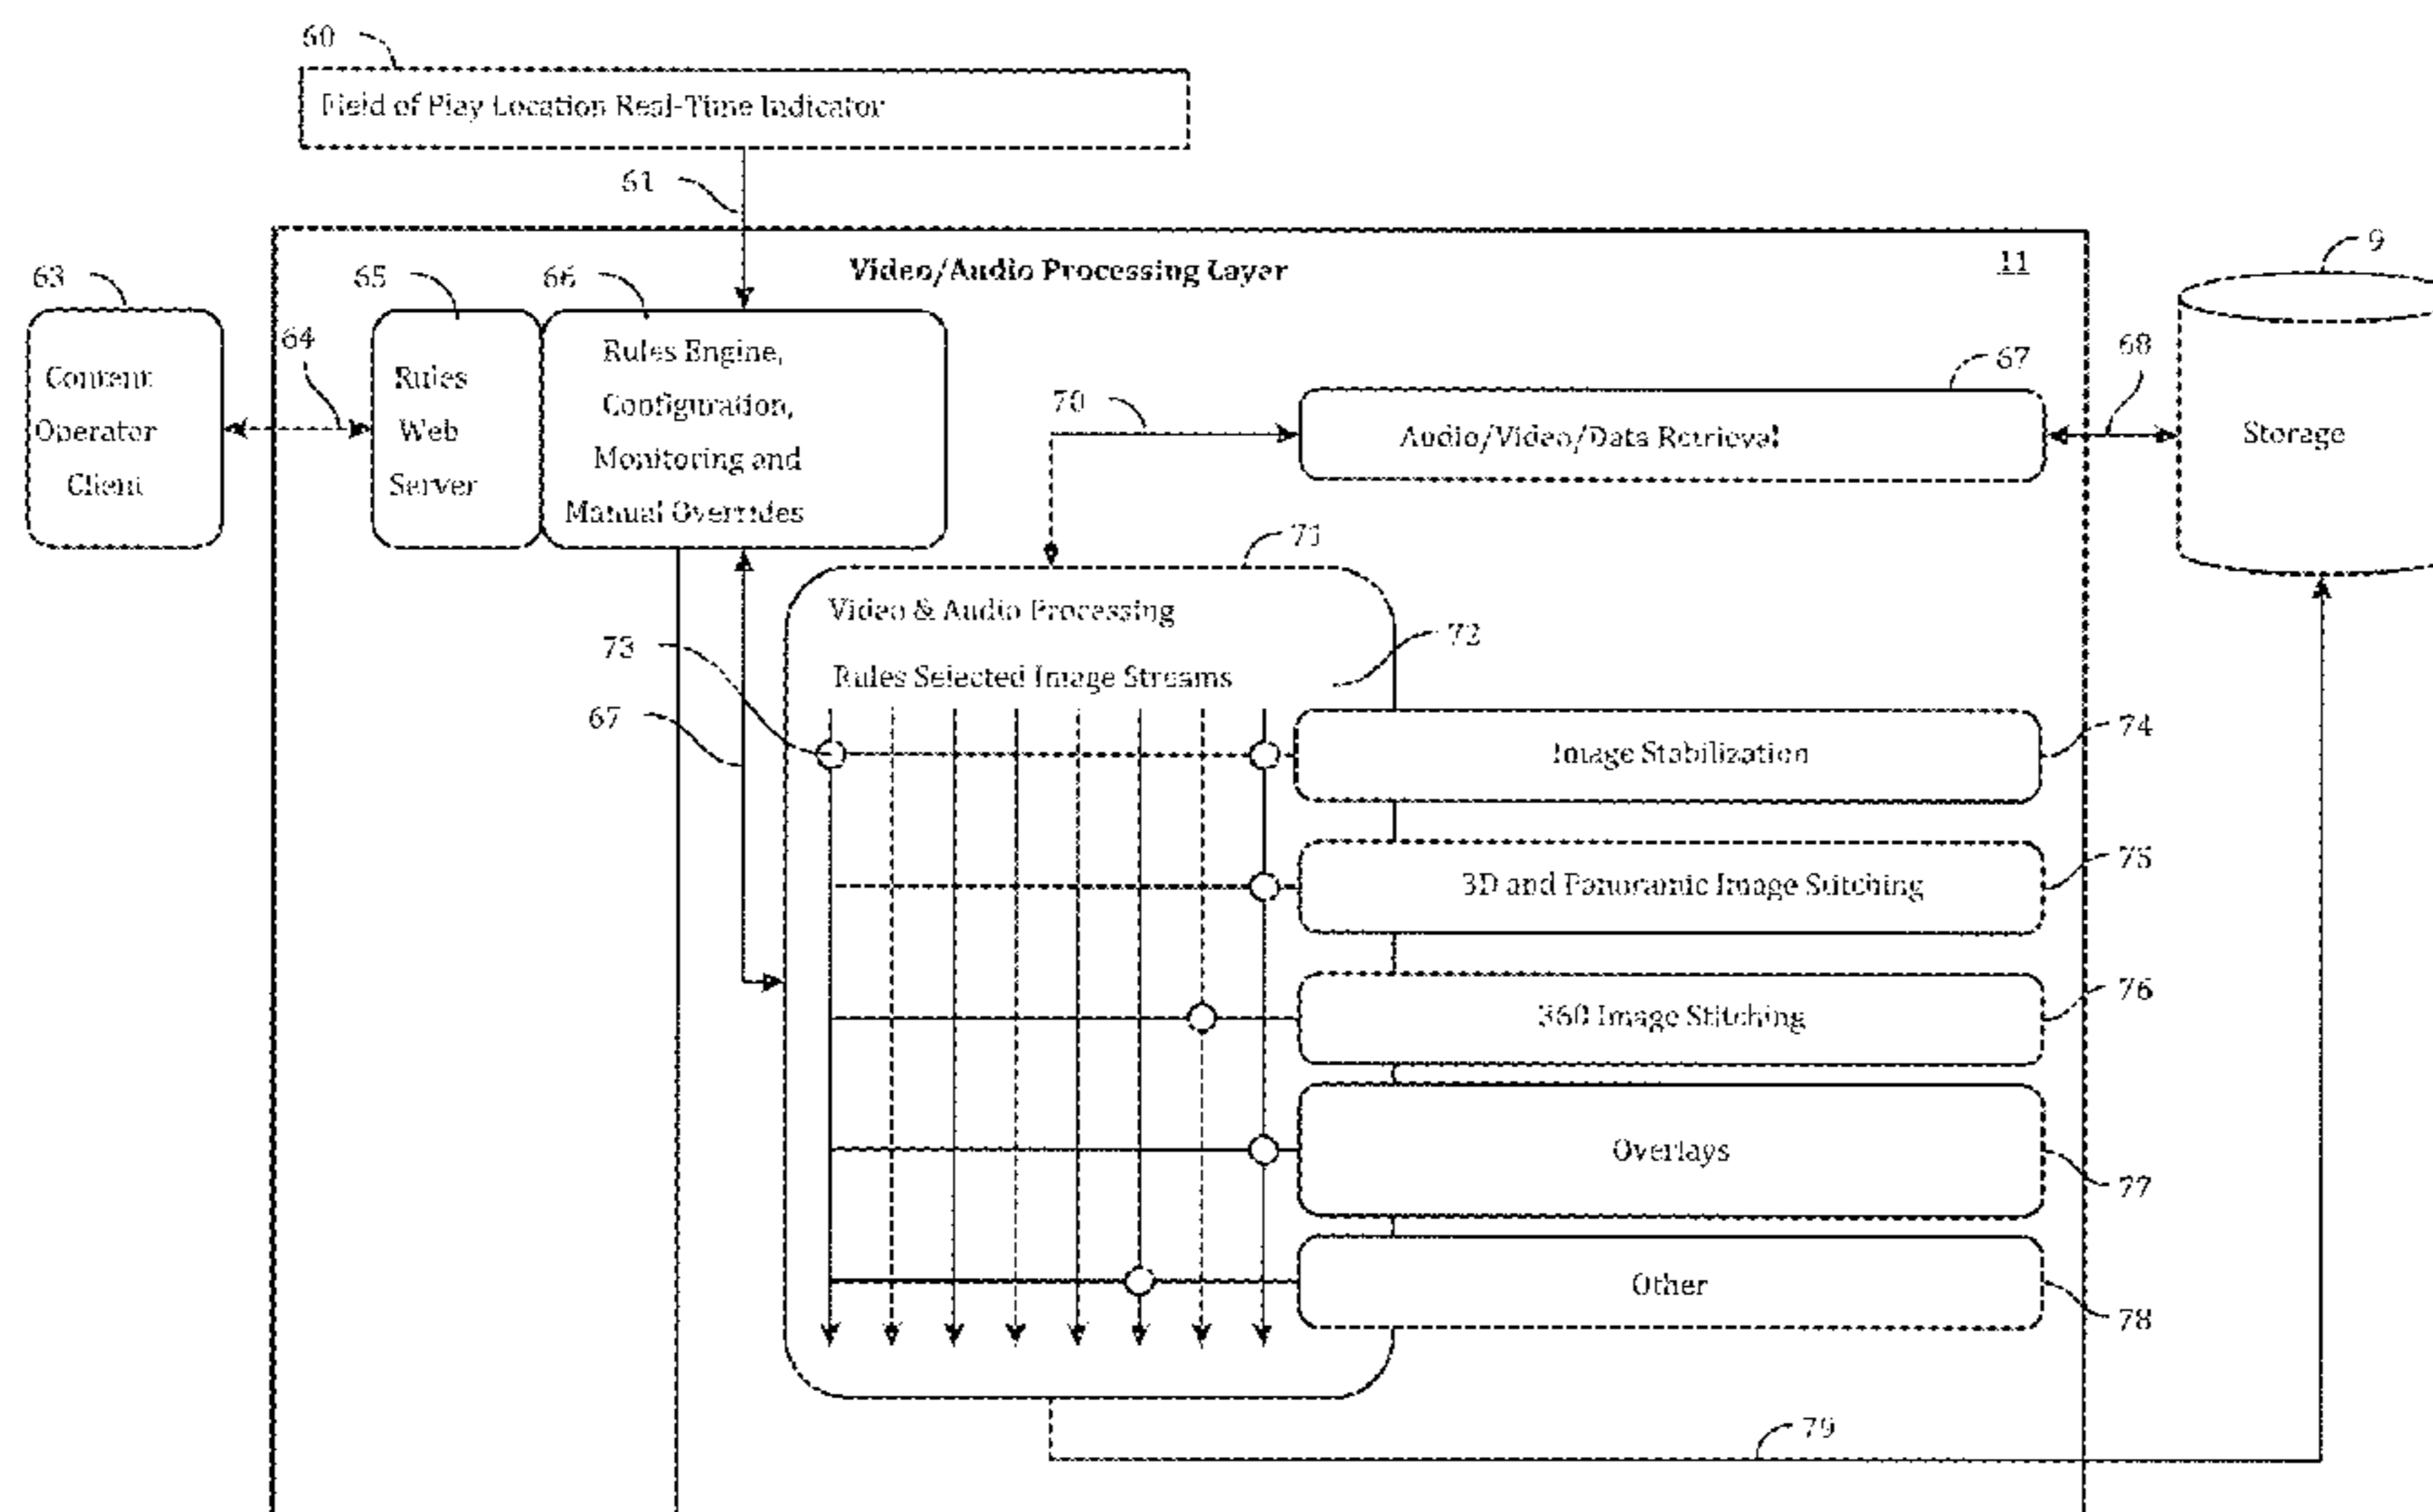 60
Field of Play Location Real-Time Indicator
61
Video/Audio Processing Layer
11
9
63
65
66
64
Content
Operator
Client
Rules
Web
Server
Rules Engine,
Configuration,
Monitoring and
Manual Overrides
67
68
70
Audio/Video/Data Retrieval
Storage
71
Video & Audio Processing
72
73
Rules Selected Image Streams
67
Image Stabilization
74
3D and Panoramic Image Stitching
75
360 Image Stitching
76
Overlays
77
Other
78
79